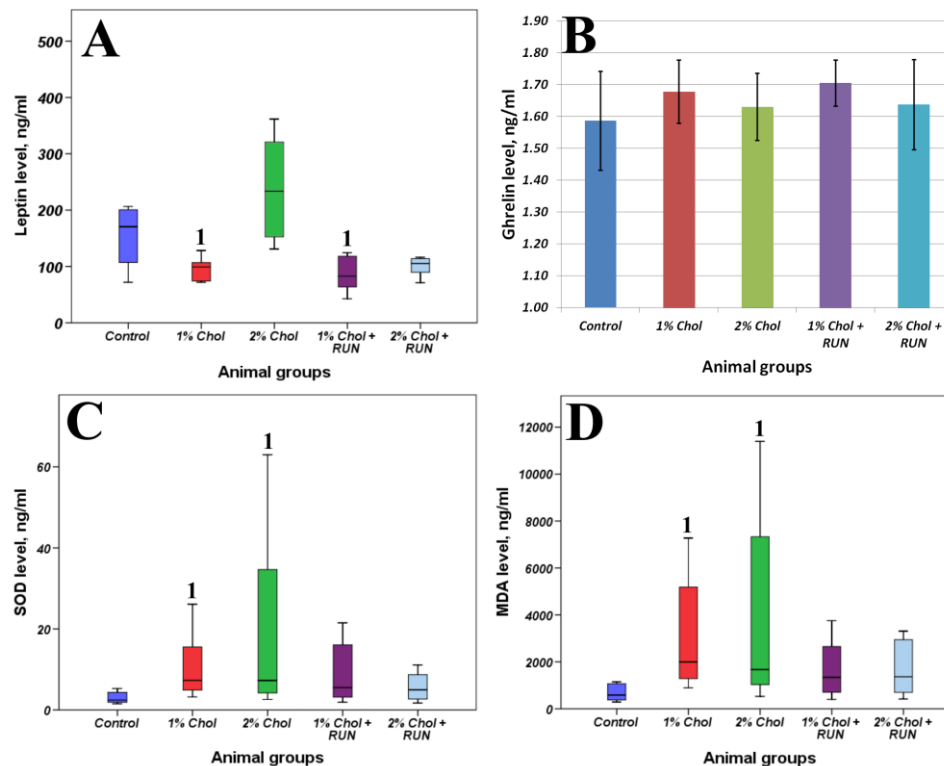 A
Leptin level, ng/ml
500
400
300
200
100
0
1
1
Control
1% Chol
2% Chol
1% Chol +
RUN
2% Chol +
RUN
Animal groups
B
Ghrelin level, ng/ml
1.90
1.80
1.70
1.60
1.50
1.40
1.30
1.20
1.10
1.00
Control
1% Chol
2% Chol
1% Chol +
RUN
2% Chol +
RUN
Animal groups
C
SOD level, ng/ml
60
40
20
0
1
1
Control
1% Chol
2% Chol
1% Chol +
RUN
2% Chol +
RUN
Animal groups
D
MDA level, ng/ml
12000
10000
8000
6000
4000
2000
0
1
1
Control
1% Chol
2% Chol
1% Chol +
RUN
2% Chol +
RUN
Animal groups